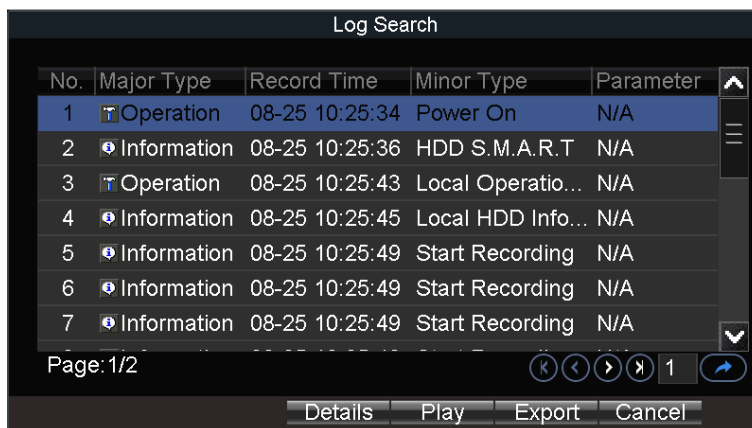 Log Search
No. Major Type Record Time Minor Type Parameter
1 Operation 08-25 10:25:34 Power On N/A
2 Information 08-25 10:25:36 HDD S.M.A.R.T N/A
3 Operation 08-25 10:25:43 Local Operatio... N/A
4 Information 08-25 10:25:45 Local HDD Info... N/A
5 Information 08-25 10:25:49 Start Recording N/A
6 Information 08-25 10:25:49 Start Recording N/A
7 Information 08-25 10:25:49 Start Recording N/A
Page:1/2 1
Details Play Export Cancel